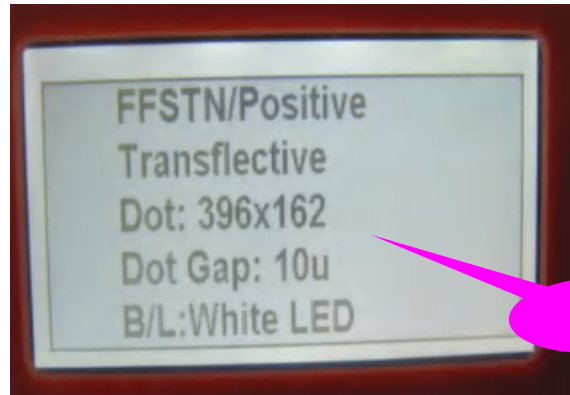 FFSTN/Positive
Transflective
Dot: 396x162
Dot Gap: 10u
B/L:White LED